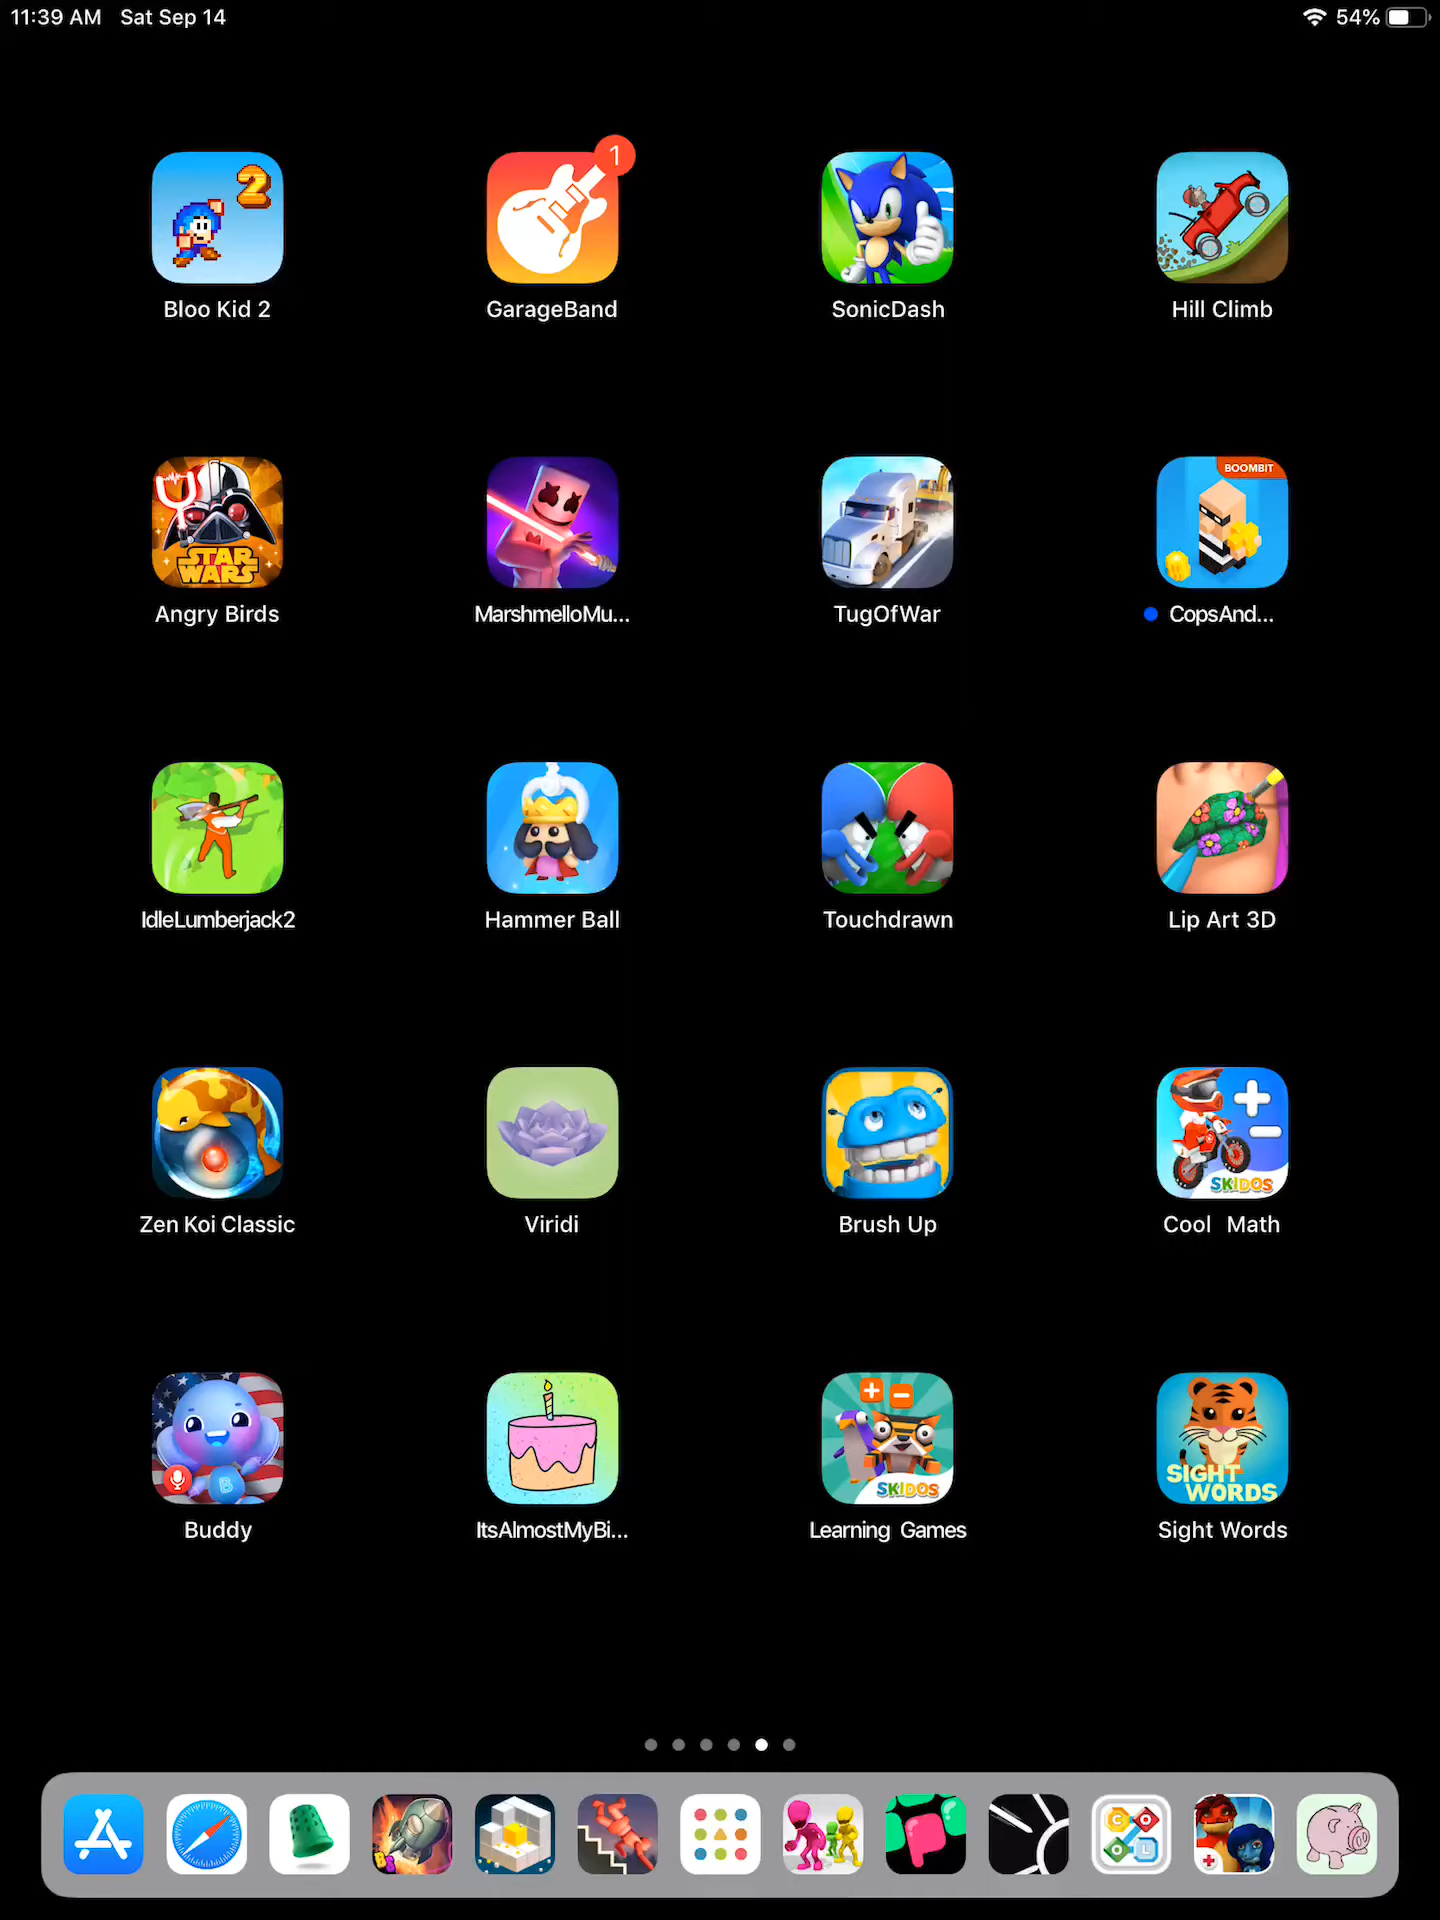 11:39 AM Sat Sep 14
54%
2
1
Bloo Kid 2
GarageBand
SonicDash
Hill Climb
STAR
WARS
BOOMBIT
Angry Birds
MarshmelloMu...
TugOfWar
CopsAnd...
IdleLumberjack2
Hammer Ball
Touchdrawn
Lip Art 3D
SKIDOS
Zen Koi Classic
Viridi
Brush Up
Cool Math
B
SKIDOS
SIGHT
WORDS
Buddy
ItsAlmostMyBi...
Learning Games
Sight Words
C O
O L